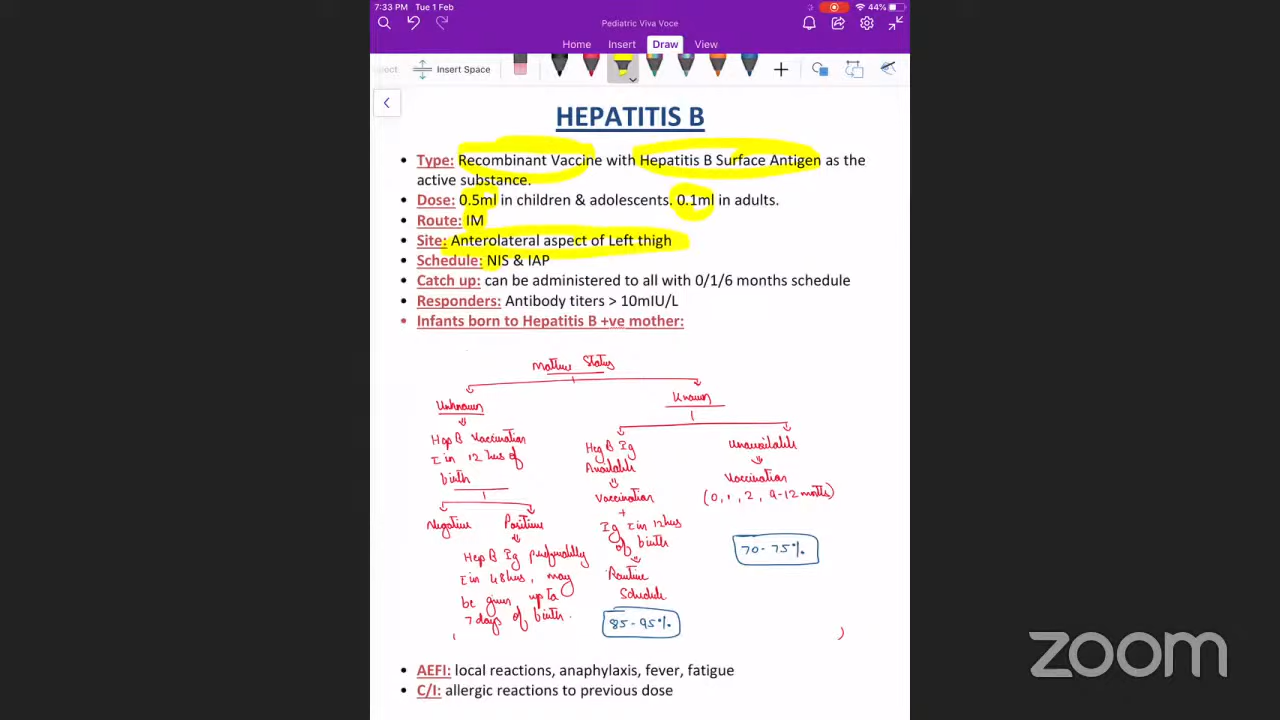 7:33 PM Tue 1 Feb
44%
Pediatric Viva Voce
Home Insert Draw View
Insert Space
HEPATITIS B
• Type: Recombinant Vaccine with Hepatitis B Surface Antigen as the
active substance.
• Dose: 0.5ml in children & adolescents. 0.1ml in adults.
• Route: IM
• Site: Anterolateral aspect of Left thigh
• Schedule: NIS & IAP
• Catch up: can be administered to all with 0/1/6 months schedule
• Responders: Antibody titers > 10mIU/L
• Infants born to Hepatitis B +ve mother:
Mother Status
Unknown
Hep B Vaccination
in 12 hrs of
birth
Negative Positive
Hep B Ig preferably
in 48hrs, may
be given upto
7 days of birth.
Known
Hep B Ig
Available
Vaccination
+
Ig in 12hrs
of birth
Routine
Schedule
85-95%.
Unavailable
Vaccination
(0, 1, 2, 9-12 months)
70-75%.
• AEFI: local reactions, anaphylaxis, fever, fatigue
• C/I: allergic reactions to previous dose
zoom